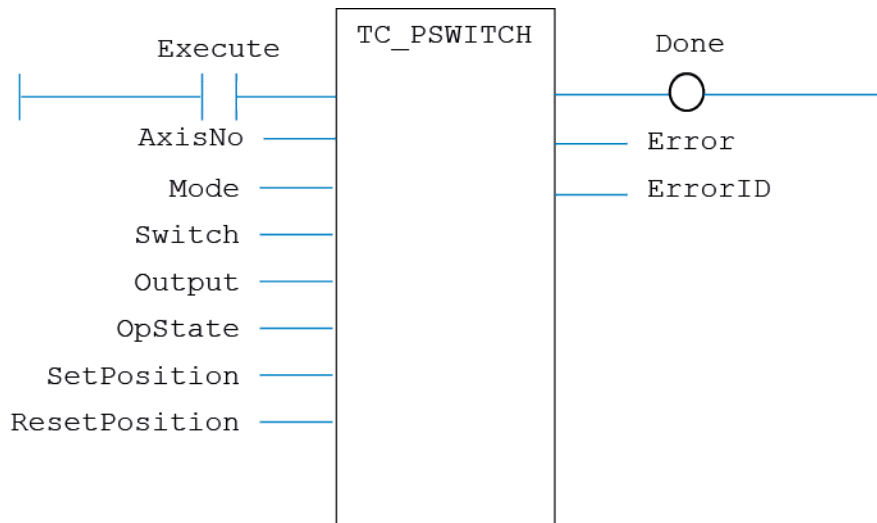 TC_PSWITCH
Execute
Done
AxisNo
Error
Mode
ErrorID
Switch
Output
OpState
SetPosition
ResetPosition